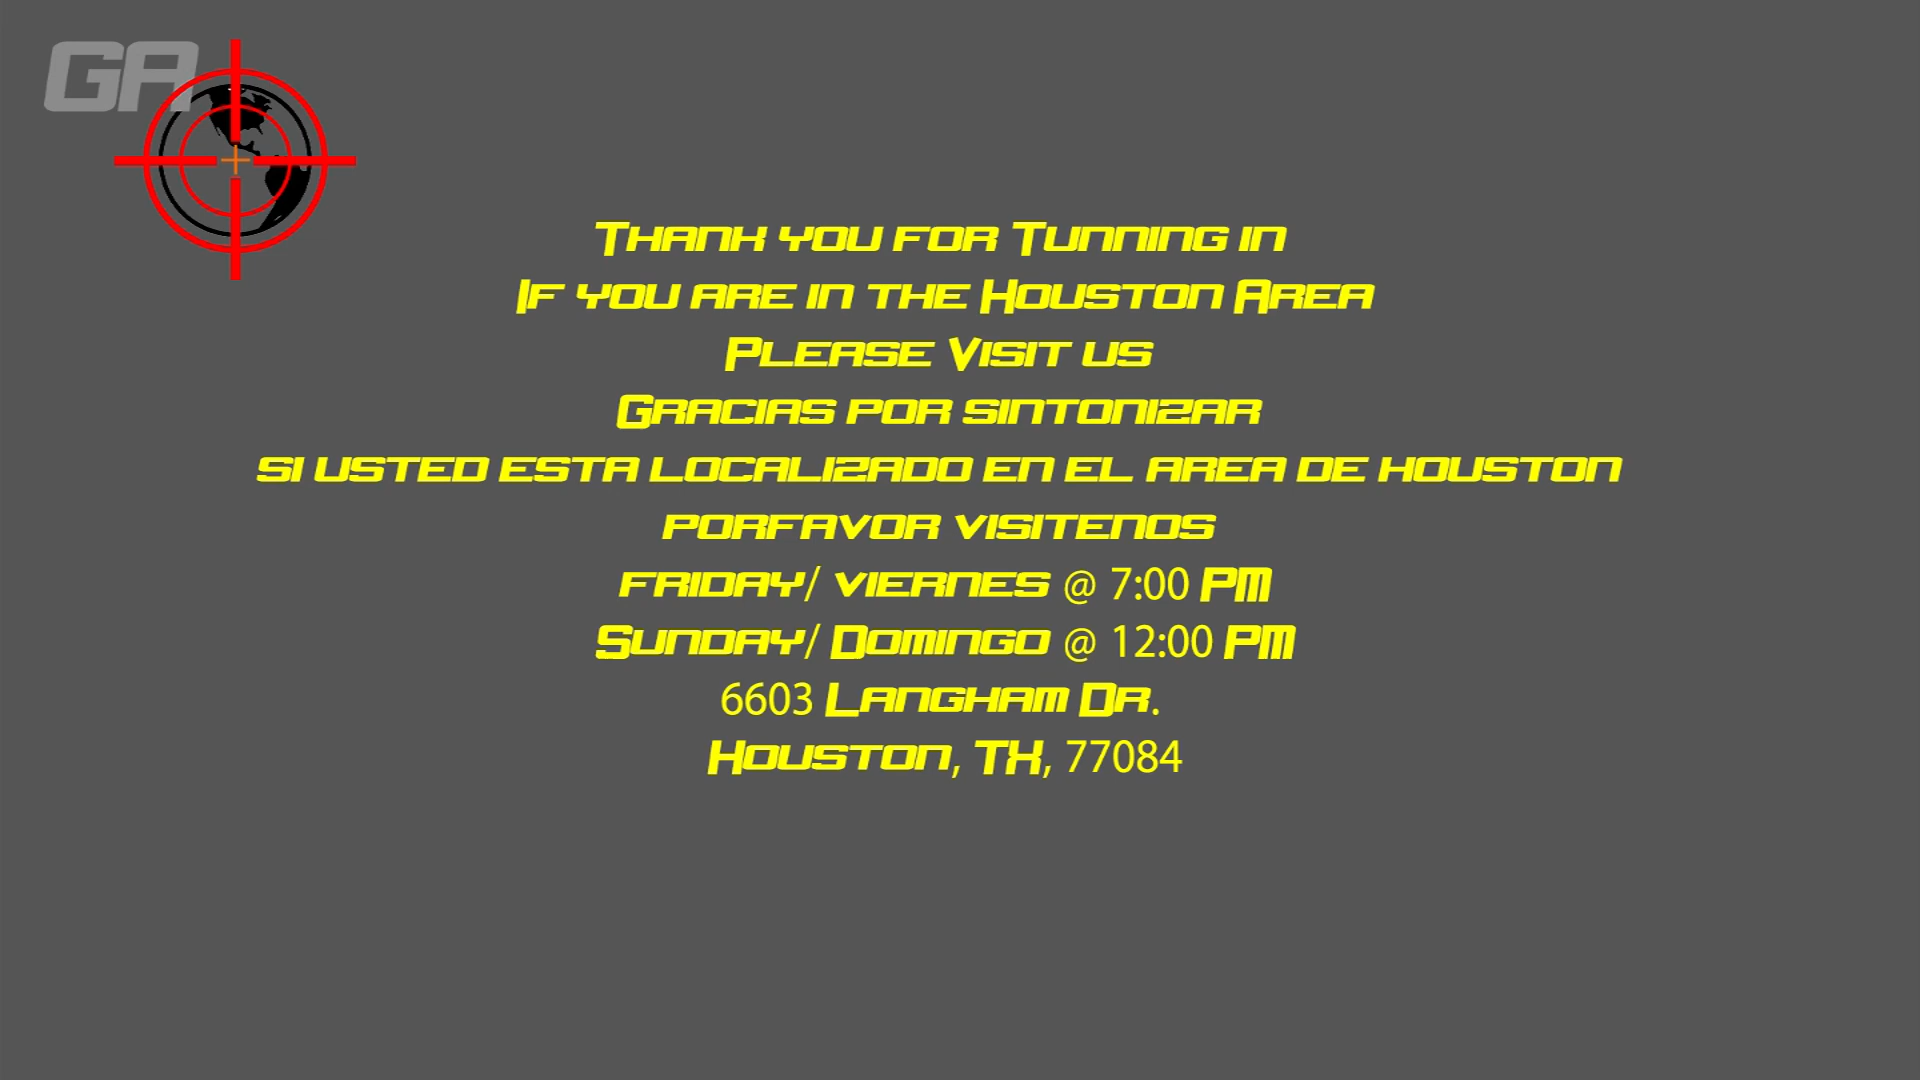 GA
Thank you for Tunning in
If you are in the Houston Area
Please Visit us
Gracias por sintonizar
si usted esta localizado en el area de houston
porfavor visitenos
friday/ viernes @ 7:00 PM
Sunday/ Domingo @ 12:00 PM
6603 Langham Dr.
Houston, TX, 77084